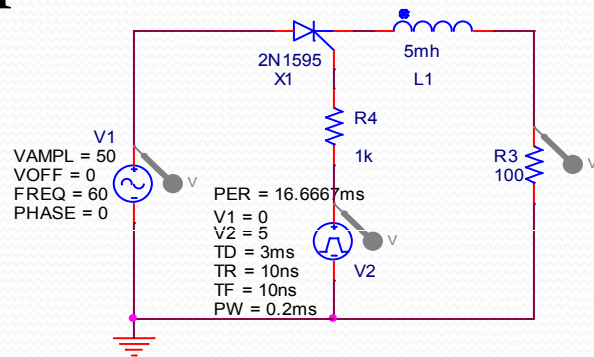 2N1595
X1
5mh
L1
R4
1k
V1
VAMPL = 50
VOFF = 0
FREQ = 60
PHASE = 0
V
PER = 16.6667ms
V1 = 0
V2 = 5
TD = 3ms
TR = 10ns
TF = 10ns
PW = 0.2ms
V
V2
R3
100
V